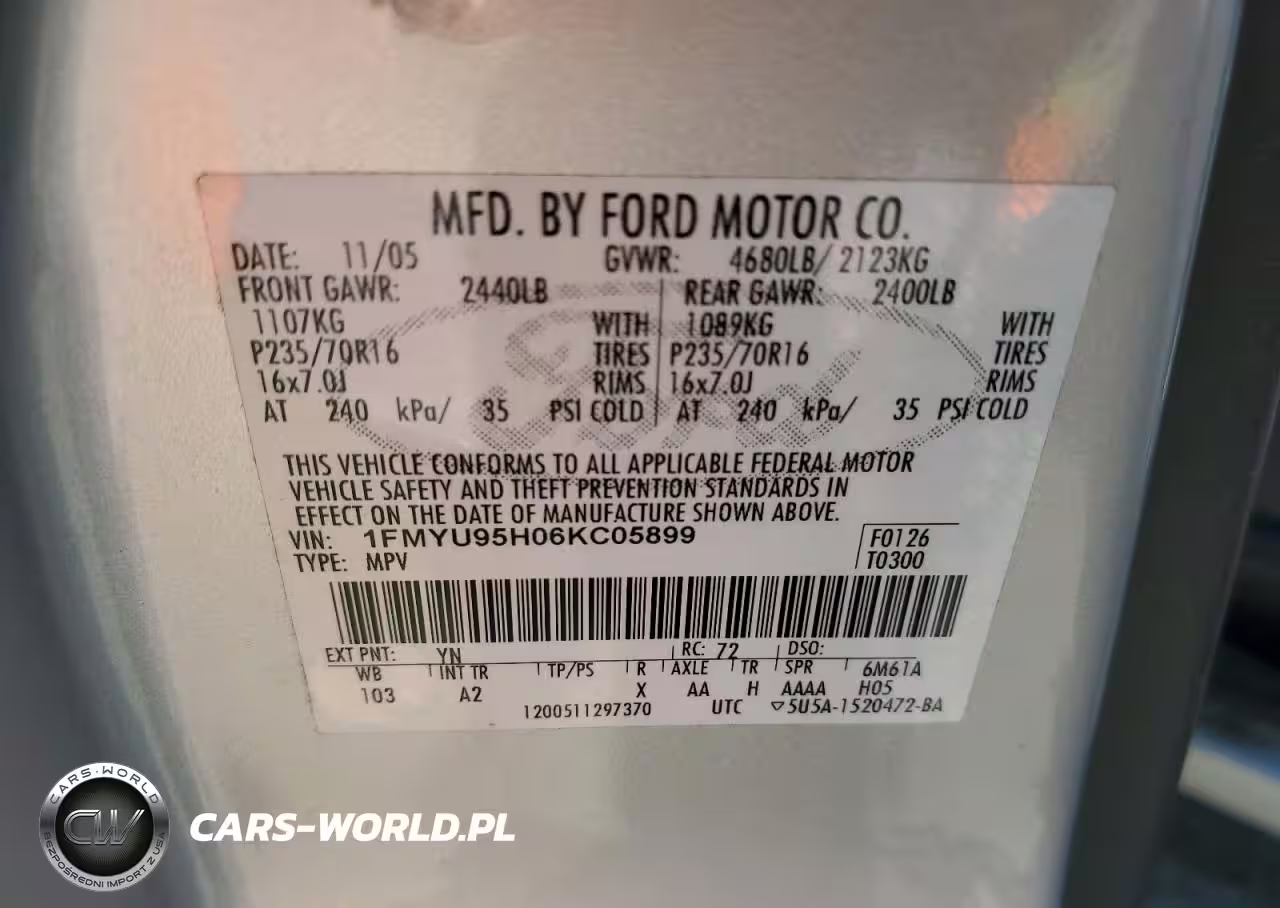 MFD. BY FORD MOTOR CO.
DATE: 11/05 GVWR: 4680LB/ 2123KG
FRONT GAWR: 2440LB REAR GAWR: 2400LB
1107KG WITH 1089KG WITH
P235/70R16 TIRES P235/70R16 TIRES
16x7.0J RIMS 16x7.0J RIMS
AT 240 kPa/ 35 PSI COLD AT 240 kPa/ 35 PSI COLD
Ford
THIS VEHICLE CONFORMS TO ALL APPLICABLE FEDERAL MOTOR
VEHICLE SAFETY AND THEFT PREVENTION STANDARDS IN
EFFECT ON THE DATE OF MANUFACTURE SHOWN ABOVE.
VIN: 1FMYU95H06KC05899 F0126
TYPE: MPV T0300
EXT PNT: YN RC: 72 DSO:
WB INT TR TP/PS R AXLE TR SPR 6M61A
103 A2 X AA H AAAA H05
1200511297370 UTC ▽5U5A-1520472-BA
CARS-WORLD
CW
BEZPOŚREDNI IMPORT Z USA
CARS-WORLD.PL